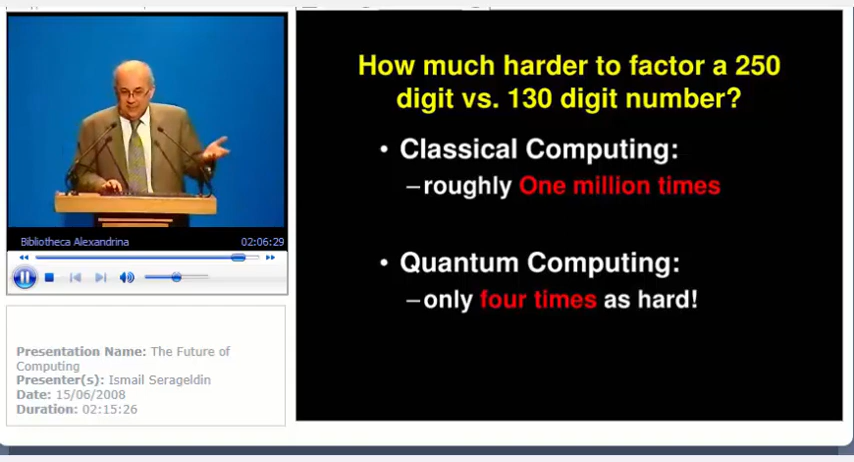 How much harder to factor a 250
digit vs. 130 digit number?
• Classical Computing:
–roughly One million times
• Quantum Computing:
–only four times as hard!
Bibliotheca Alexandrina 02:06:29
Presentation Name: The Future of
Computing
Presenter(s): Ismail Serageldin
Date: 15/06/2008
Duration: 02:15:26